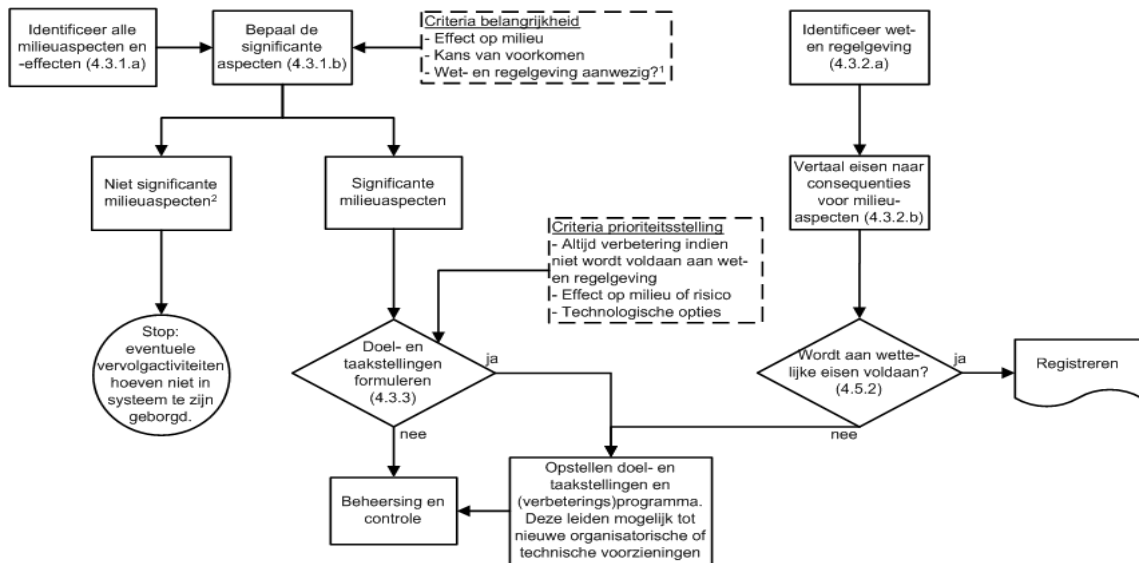 Identificeer alle
milieuaspecten en
-effecten (4.3.1.a)
Bepaal de
significante
aspecten (4.3.1.b)
Criteria belangrijkheid
- Effect op milieu
- Kans van voorkomen
- Wet- en regelgeving aanwezig?¹
Identificeer wet-
en regelgeving
(4.3.2.a)
Niet significante
milieuaspecten²
Significante
milieuaspecten
Vertaal eisen naar
consequenties
voor milieu-
aspecten (4.3.2.b)
Criteria prioriteitsstelling
- Altijd verbetering indien
niet wordt voldaan aan wet-
en regelgeving
- Effect op milieu of risico
- Technologische opties
Stop:
eventuele
vervolgactiviteiten
hoeven niet in
systeem te zijn
geborgd.
Doel- en
taakstellingen
formuleren
(4.3.3)
ja
nee
Wordt aan wette-
lijke eisen voldaan?
(4.5.2)
ja
nee
Registreren
Beheersing en
controle
Opstellen doel- en
taakstellingen en
(verbeterings)programma.
Deze leiden mogelijk tot
nieuwe organisatorische of
technische voorzieningen